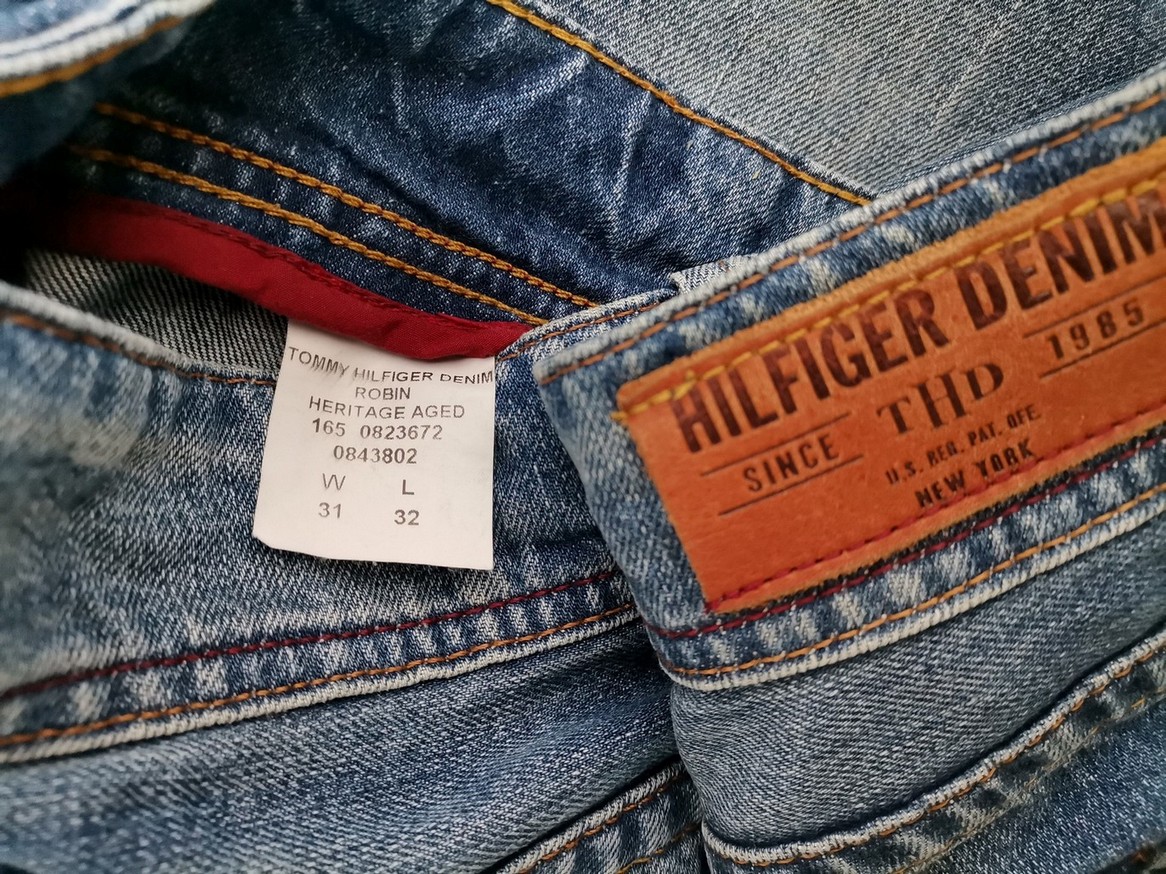 TOMMY HILFIGER DENIM
ROBIN
HERITAGE AGED
165 0823672
0843802
W L
31 32
HILFIGER DENIM
SINCE THD 1985
U.S. REG. PAT. OFF.
NEW YORK